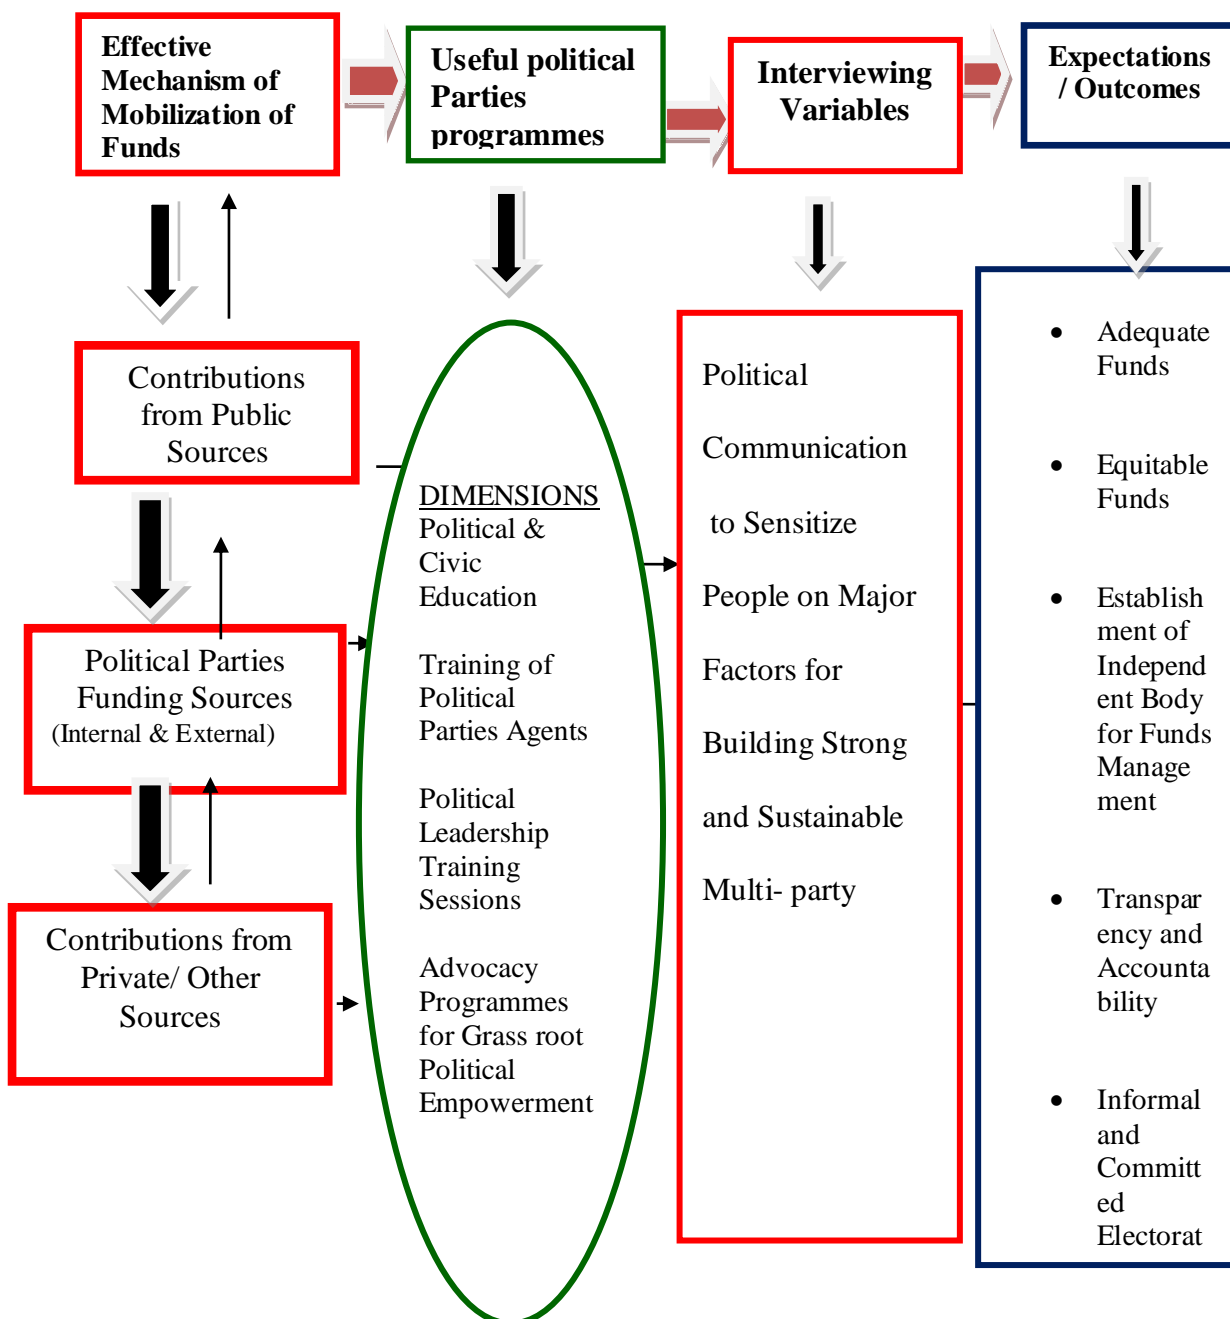 Effective
Mechanism of
Mobilization of
Funds
Useful political
Parties
programmes
Interviewing
Variables
Expectations
/ Outcomes
Contributions
from Public
Sources
Political Parties
Funding Sources
(Internal & External)
Contributions from
Private/ Other
Sources
DIMENSIONS
Political &
Civic
Education
Training of
Political
Parties Agents
Political
Leadership
Training
Sessions
Advocacy
Programmes
for Grass root
Political
Empowerment
Political
Communication
to Sensitize
People on Major
Factors for
Building Strong
and Sustainable
Multi- party
• Adequate
Funds
• Equitable
Funds
• Establish
ment of
Independ
ent Body
for Funds
Manage
ment
• Transpar
ency and
Accounta
bility
• Informal
and
Committ
ed
Electorat